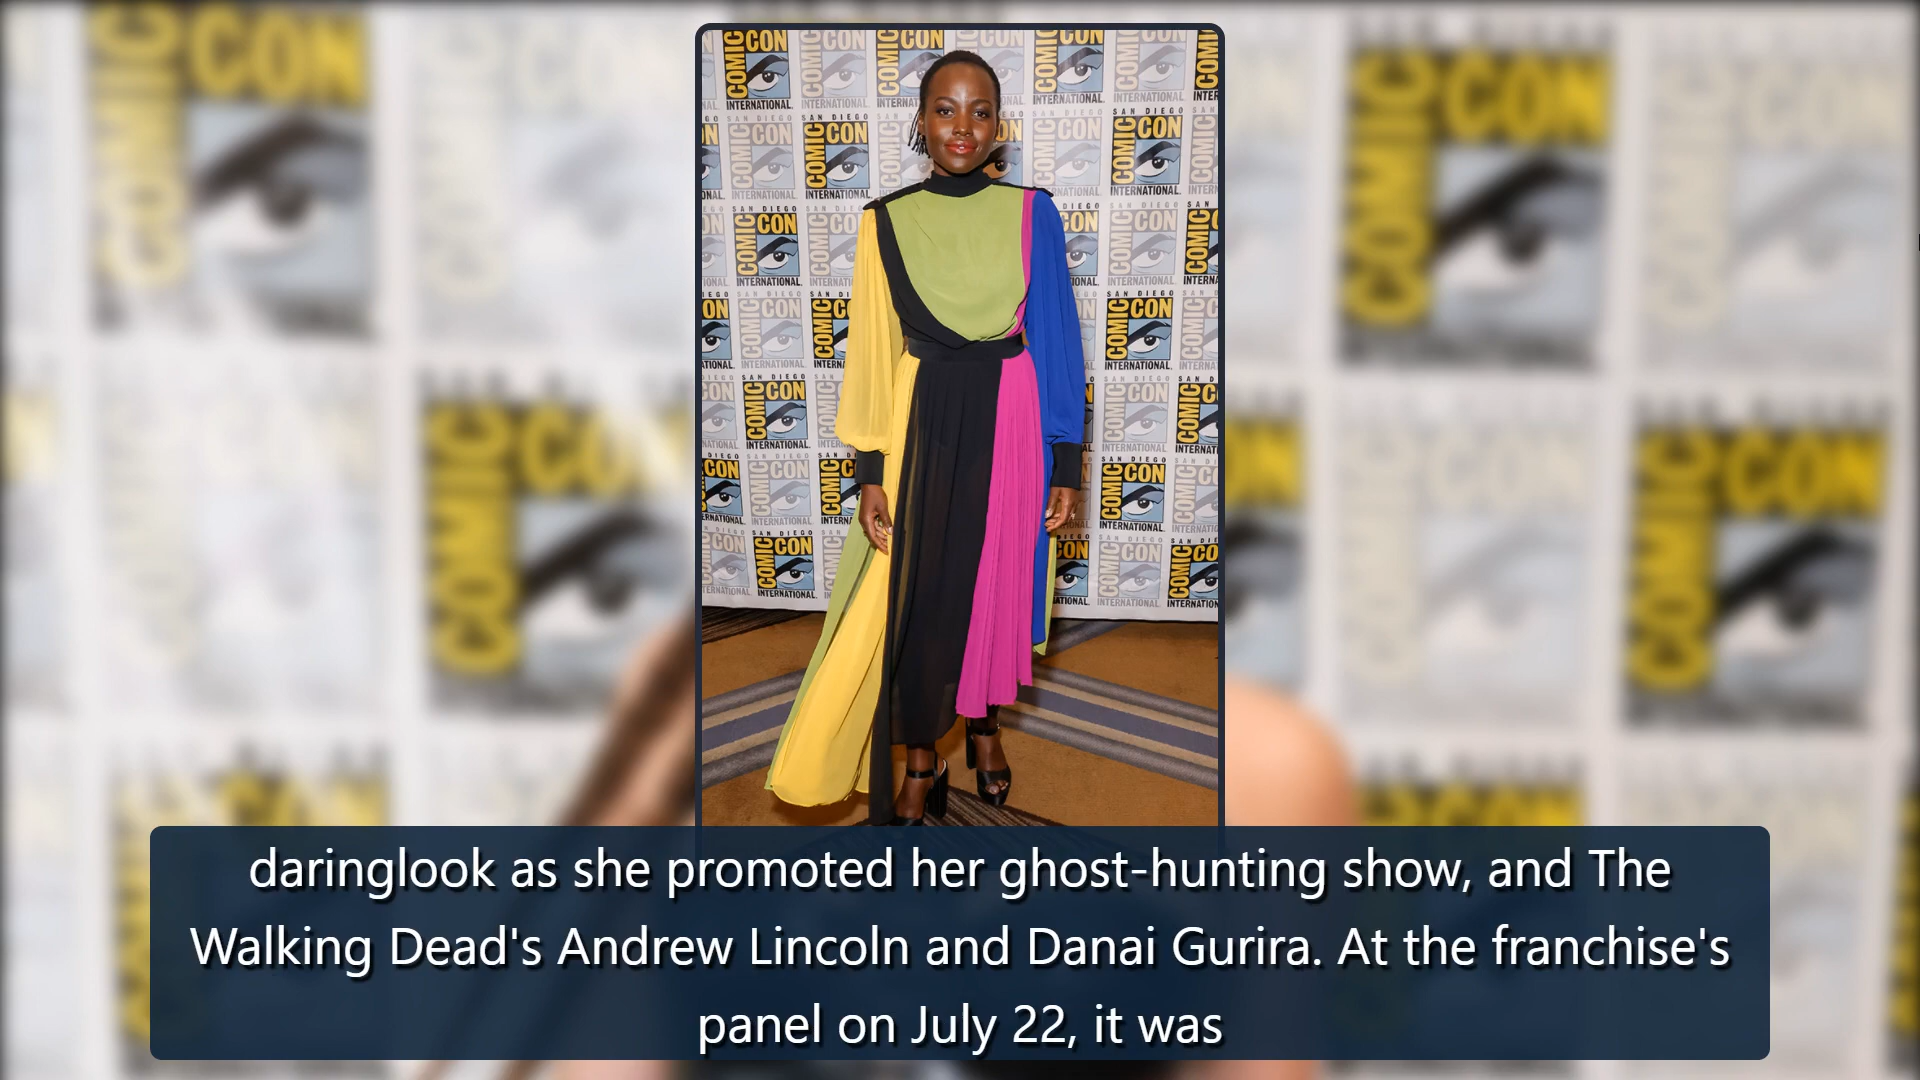 COMIC CON
SAN DIEGO
INTERNATIONAL
daringlook as she promoted her ghost-hunting show, and The
Walking Dead's Andrew Lincoln and Danai Gurira. At the franchise's
panel on July 22, it was